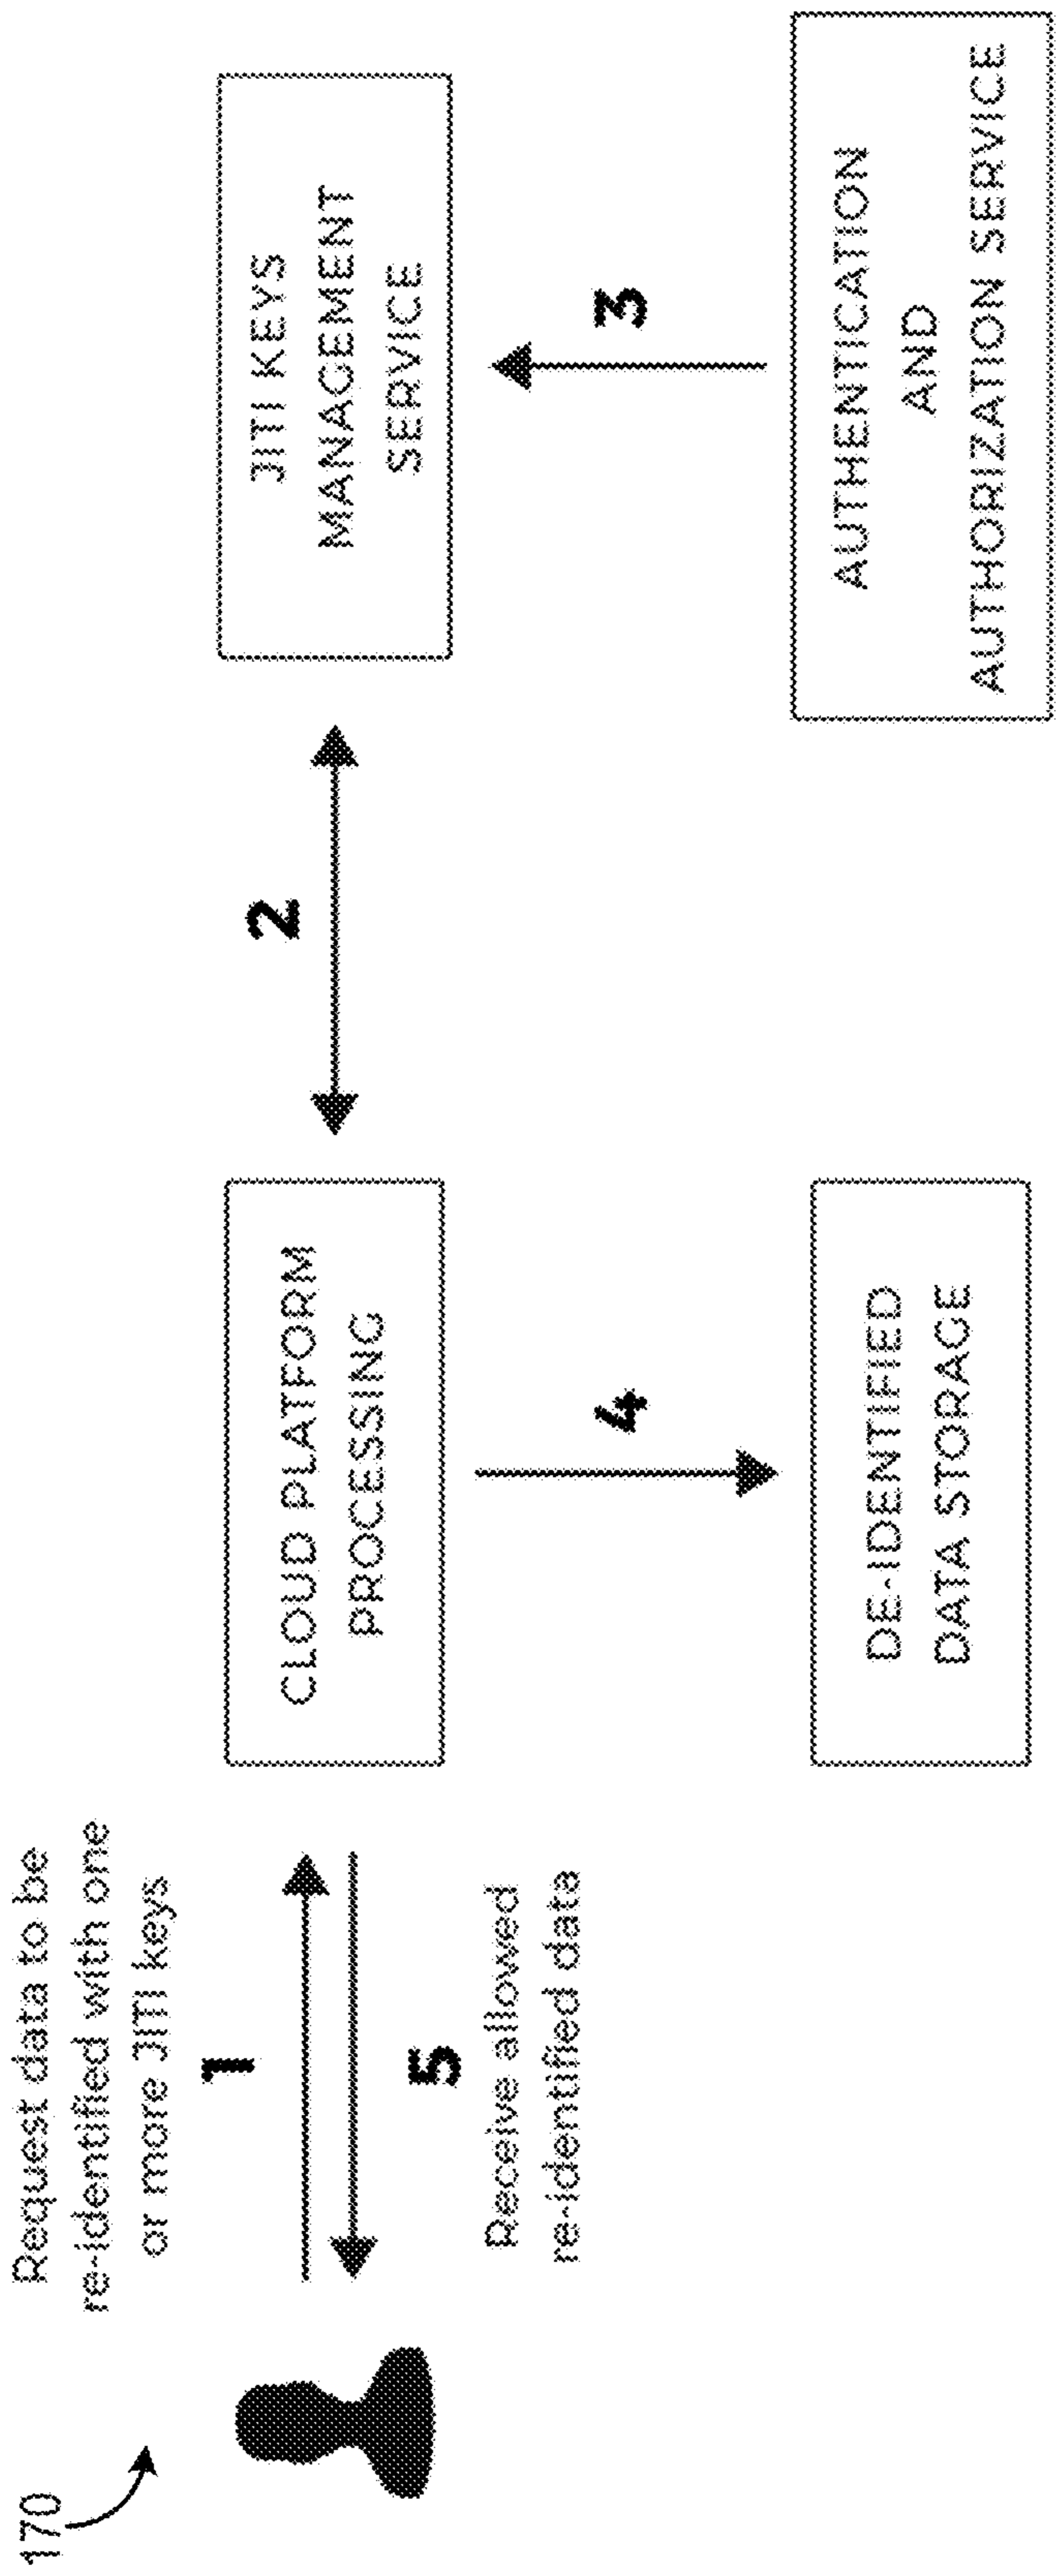 170
Request data to be
re-identified with one
or more JITI keys
1
5
Receive allowed
re-identified data
CLOUD PLATFORM
PROCESSING
2
JITI KEYS
MANAGEMENT
SERVICE
4
3
DE-IDENTIFIED
DATA STORAGE
AUTHENTICATION
AND
AUTHORIZATION SERVICE